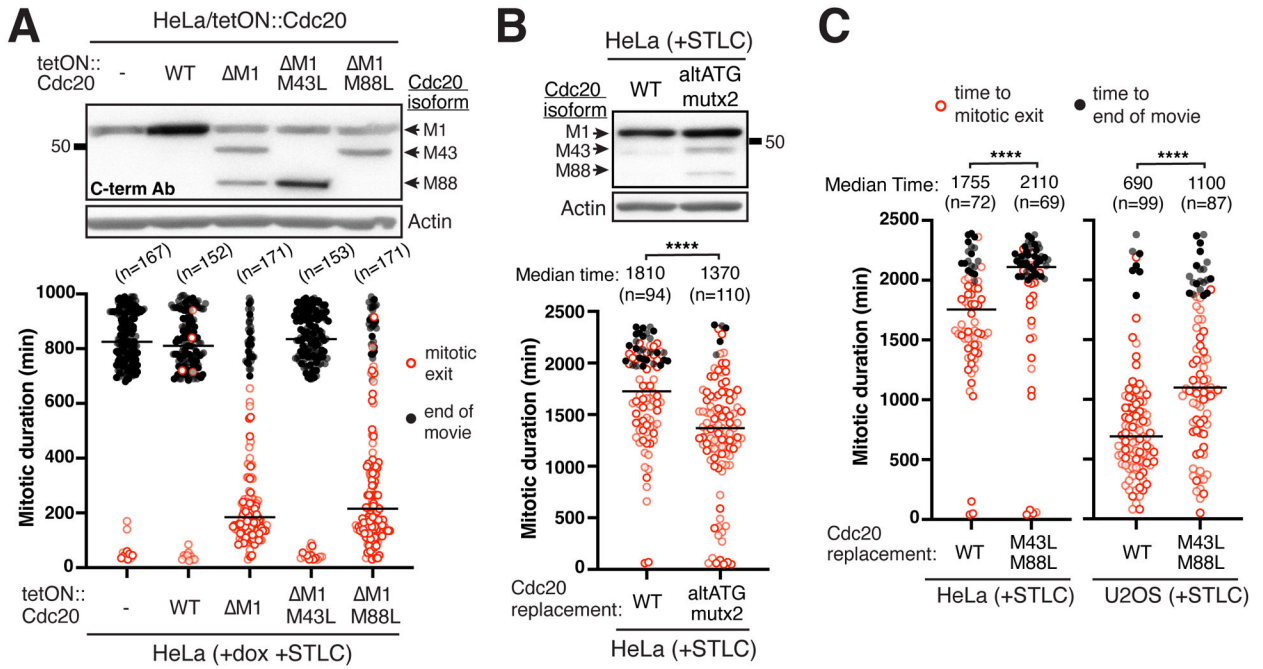 A
HeLa/tetON::Cdc20
tetON::
Cdc20
-
WT
ΔM1
ΔM1
M43L
ΔM1
M88L
Cdc20
isoform
50
M1
M43
M88
C-term Ab
Actin
(n=167)
(n=152)
(n=171)
(n=153)
(n=171)
Mitotic duration (min)
1000
800
600
400
200
0
mitotic
exit
end of
movie
tetON::
Cdc20
-
WT
ΔM1
ΔM1
M43L
ΔM1
M88L
HeLa (+dox +STLC)
B
HeLa (+STLC)
Cdc20
isoform
WT
altATG
mutx2
M1
M43
M88
50
Actin
****
Median time:
1810
1370
(n=94)
(n=110)
Mitotic duration (min)
2500
2000
1500
1000
500
0
Cdc20
replacement:
WT
altATG
mutx2
HeLa (+STLC)
C
time to
mitotic exit
time to
end of movie
****
****
Median Time:
1755
2110
690
1100
(n=72)
(n=69)
(n=99)
(n=87)
Mitotic duration (min)
2500
2000
1500
1000
500
0
Cdc20
replacement:
WT
M43L
M88L
WT
M43L
M88L
HeLa (+STLC)
U2OS (+STLC)